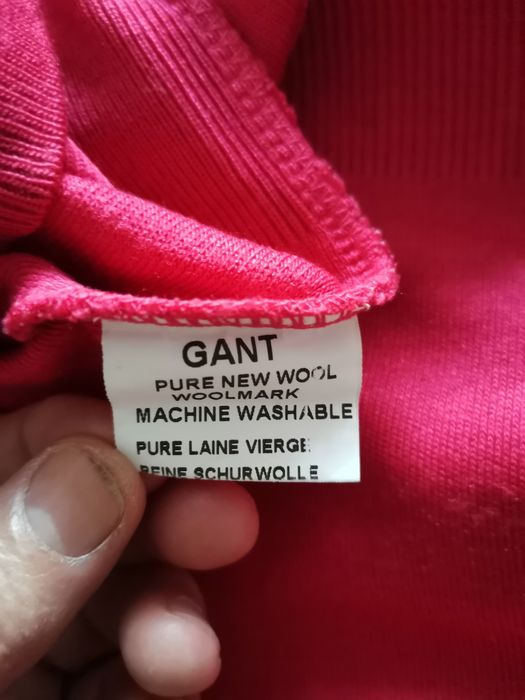 GANT
PURE NEW WOOL
WOOLMARK
MACHINE WASHABLE
PURE LAINE VIERGE
REINE SCHURWOLLE